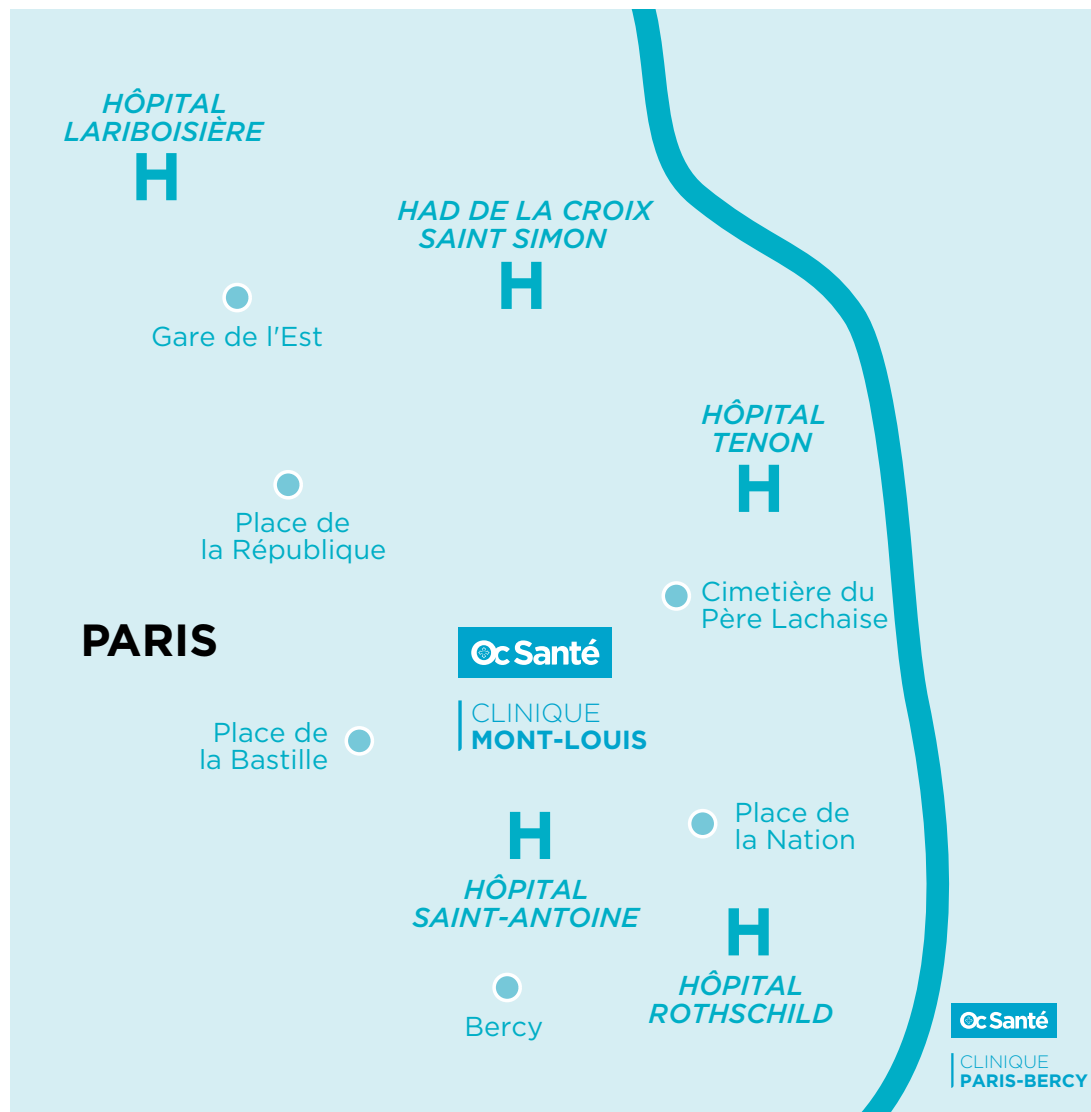 HÔPITAL
LARIBOISIÈRE
H
HAD DE LA CROIX
SAINT SIMON
H
Gare de l'Est
HÔPITAL
TENON
H
Place de
la République
Cimetière du
Père Lachaise
PARIS
Oc Santé
CLINIQUE
MONT-LOUIS
Place de
la Bastille
Place de
la Nation
H
HÔPITAL
SAINT-ANTOINE
H
HÔPITAL
ROTHSCHILD
Bercy
Oc Santé
CLINIQUE
PARIS-BERCY